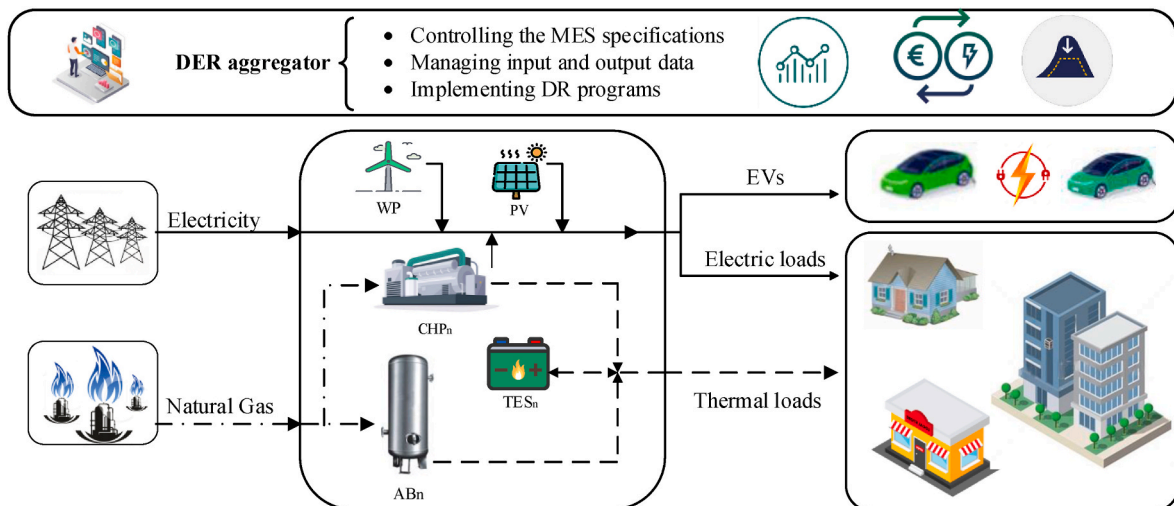 DER aggregator
• Controlling the MES specifications
• Managing input and output data
• Implementing DR programs
WP
PV
EVs
Electricity
Electric loads
CHPn
TESn
Natural Gas
Thermal loads
ABn